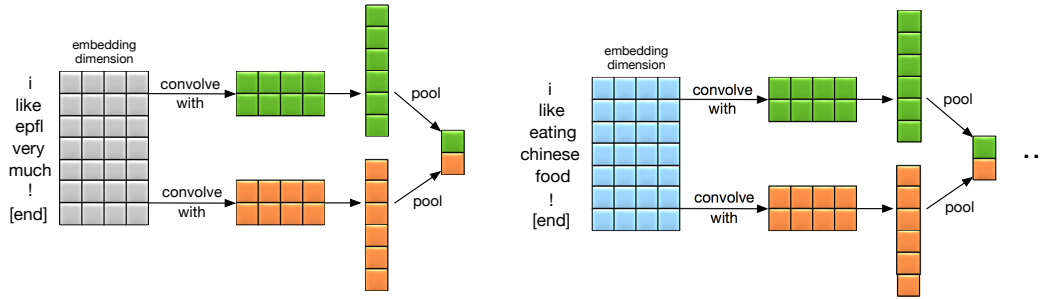 embedding
dimension
i
like
epfl
very
much
!
[end]
convolve
with
convolve
with
pool
pool
embedding
dimension
i
like
eating
chinese
food
!
[end]
convolve
with
convolve
with
pool
pool
..